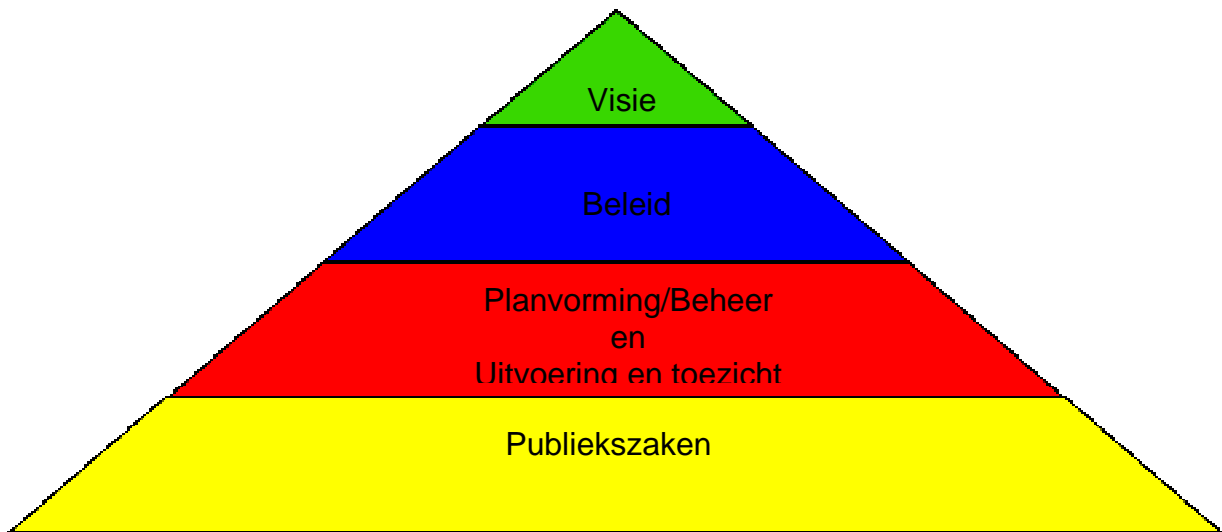 Visie
Beleid
Planvorming/Beheer
en
Uitvoering en toezicht
Publiekszaken